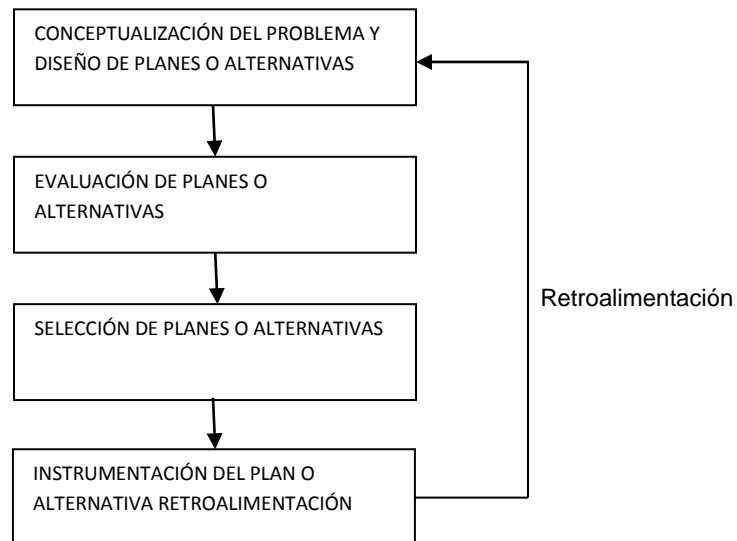 CONCEPTUALIZACIÓN DEL PROBLEMA Y
DISEÑO DE PLANES O ALTERNATIVAS
EVALUACIÓN DE PLANES O
ALTERNATIVAS
Retroalimentación
SELECCIÓN DE PLANES O ALTERNATIVAS
INSTRUMENTACIÓN DEL PLAN O
ALTERNATIVA RETROALIMENTACIÓN